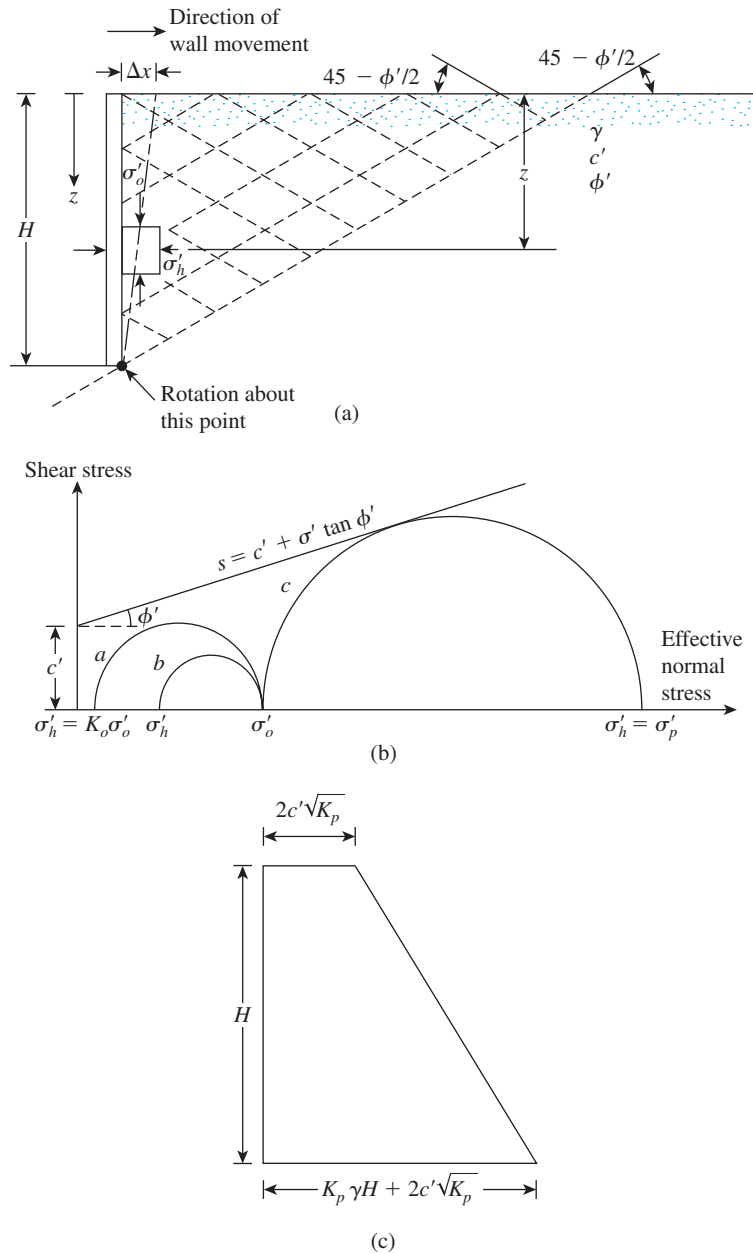 Direction of
wall movement
Δx
45 − ϕ′/2
45 − ϕ′/2
γ
c′
ϕ′
z
z
σ′o
H
σ′h
Rotation about
this point
(a)
Shear stress
s = c′ + σ′ tan ϕ′
c
ϕ′
a
b
c′
Effective
normal
stress
σ′h = Koσ′o
σ′h
σ′o
σ′h = σ′p
(b)
2c′√Kp
H
Kp γH + 2c′√Kp
(c)